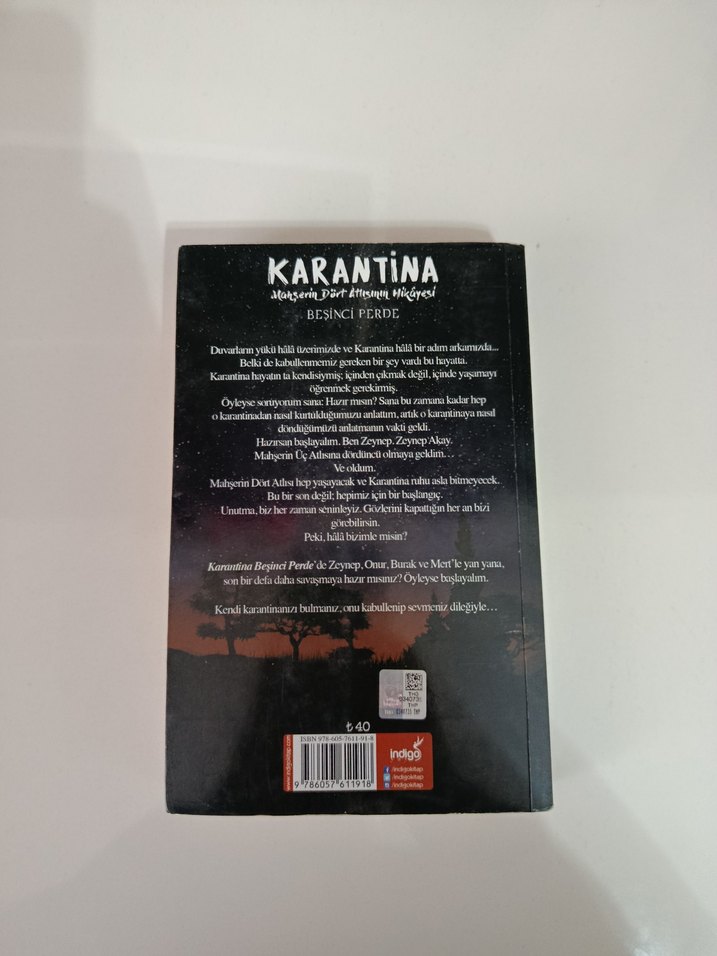 KARANTİNA
Mahşerin Dört Atlısının Hikâyesi
BEŞİNCİ PERDE
Duvarların yükü hâlâ üzerimizde ve Karantina hâlâ bir adım arkamızda...
Belki de kabullenmemiz gereken bir şey vardı bu hayatta.
Karantina hayatın ta kendisiymiş; içinden çıkmak değil, içinde yaşamayı
öğrenmek gerekirmiş.
Öyleyse soruyorum sana: Hazır mısın? Sana bu zamana kadar hep
o karantinadan nasıl kurtulduğumuzu anlattım, artık o karantinaya nasıl
döndüğümüzü anlatmanın vakti geldi.
Hazırsan başlayalım. Ben Zeynep. Zeynep Akay.
Mahşerin Üç Atlısına dördüncü olmaya geldim…
Ve oldum.
Mahşerin Dört Atlısı hep yaşayacak ve Karantina ruhu asla bitmeyecek.
Bu bir son değil; hepimiz için bir başlangıç.
Unutma, biz her zaman seninleyiz. Gözlerini kapattığın her an bizi
görebilirsin.
Peki, hâlâ bizimle misin?
Karantina Beşinci Perde'de Zeynep, Onur, Burak ve Mert'le yan yana,
son bir defa daha savaşmaya hazır mısınız? Öyleyse başlayalım.
Kendi karantinanızı bulmanız, onu kabullenip sevmeniz dileğiyle…
THP
₺40
ISBN 978-605-7611-91-8
www.indigokitap.com
9 786057 611918
indigo
/indigokitap
/indigokitap
/indigokitap